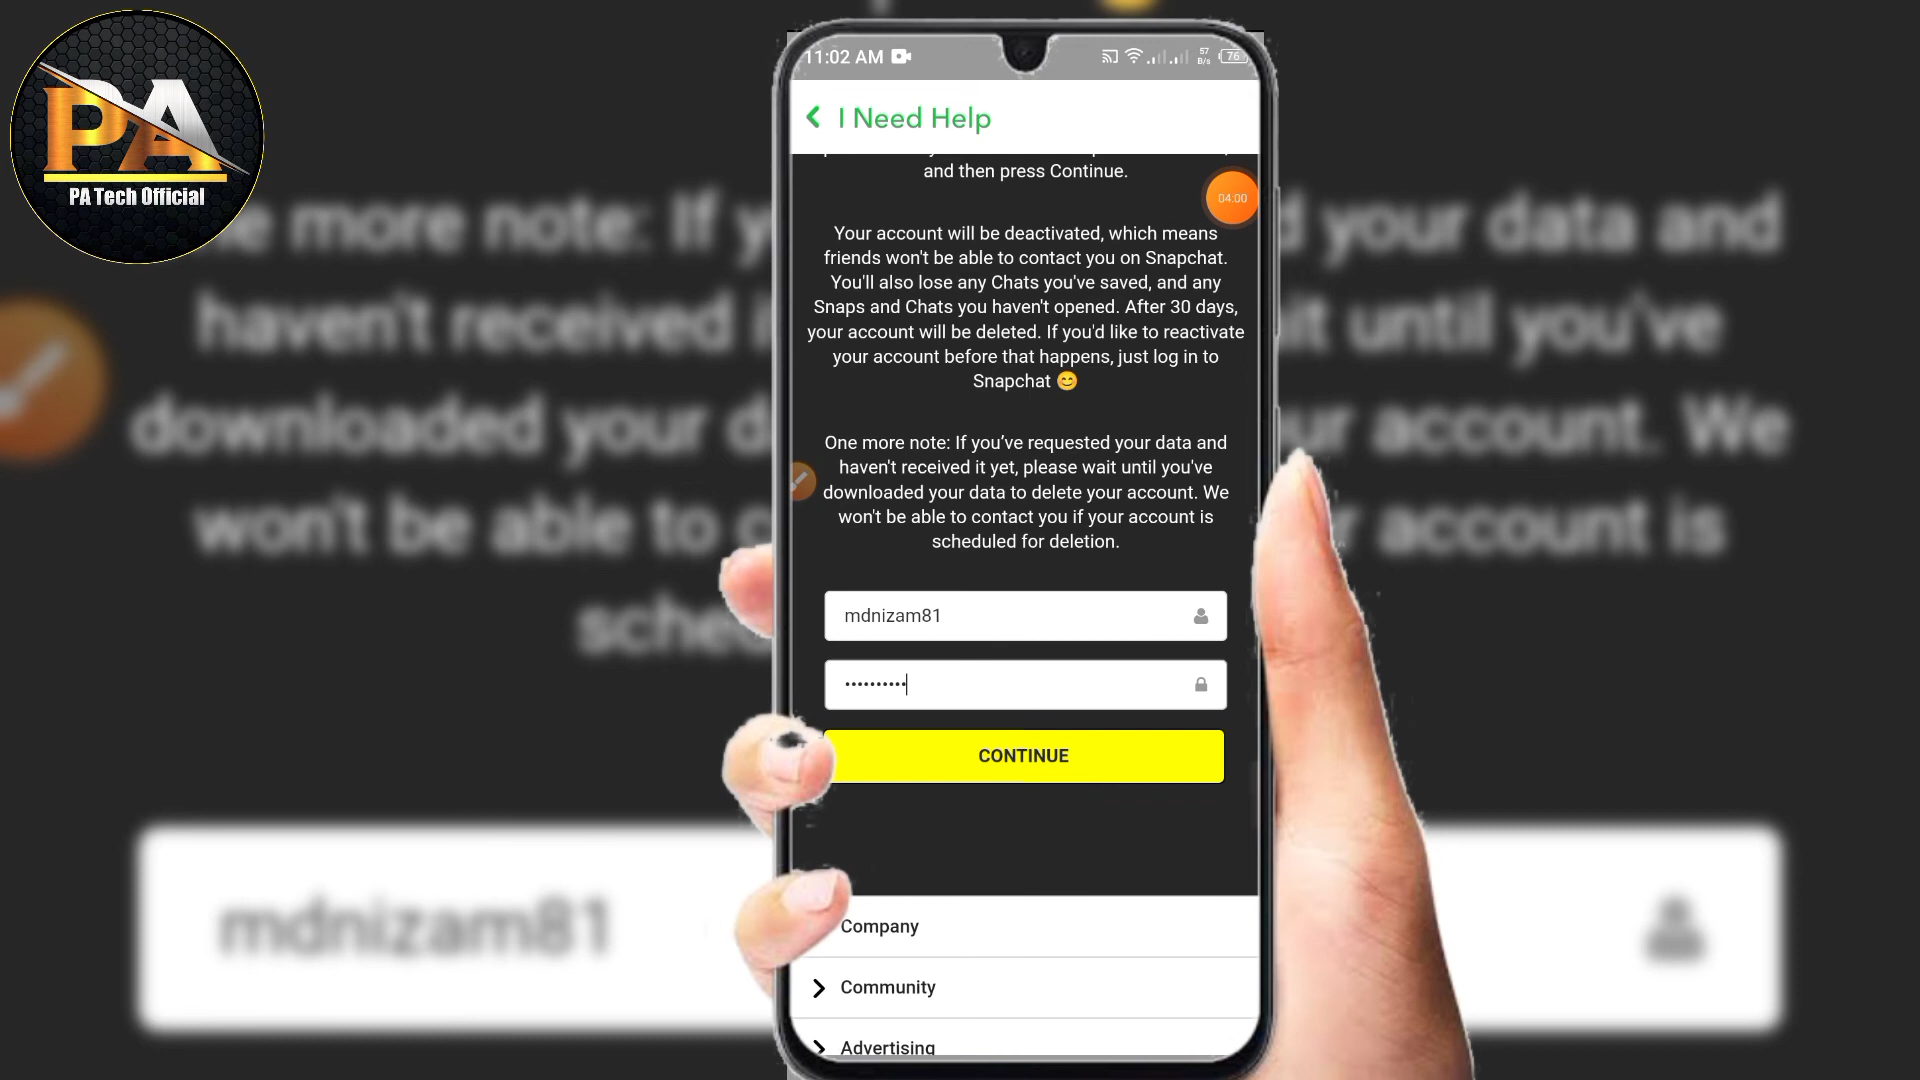 PA
PA Tech Official
11:02 AM
57
B/s
76
I Need Help
and then press Continue.
04:00
Your account will be deactivated, which means
friends won't be able to contact you on Snapchat.
You'll also lose any Chats you've saved, and any
Snaps and Chats you haven't opened. After 30 days,
your account will be deleted. If you'd like to reactivate
your account before that happens, just log in to
Snapchat 😊
One more note: If you’ve requested your data and
haven't received it yet, please wait until you've
downloaded your data to delete your account. We
won't be able to contact you if your account is
scheduled for deletion.
mdnizam81
••••••••••
CONTINUE
Company
Community
Advertising
e more note: If y
d your data and
haven't received i
it until you've
downloaded your d
ur account. We
won't be able to c
r account is
sched
mdnizam81